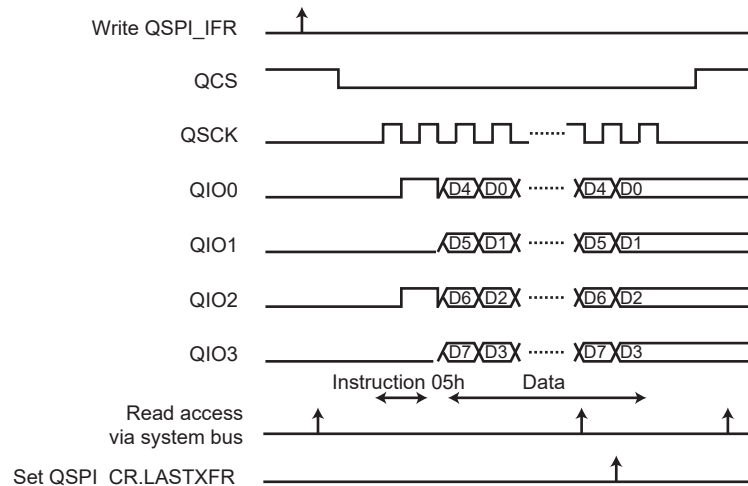 Write QSPI_IFR
QCS
QSCK
QIO0
D4 D0 D4 D0
QIO1
D5 D1 D5 D1
QIO2
D6 D2 D6 D2
QIO3
D7 D3 D7 D3
Instruction 05h
Data
Read access
via system bus
Set QSPI_CR.LASTXFR